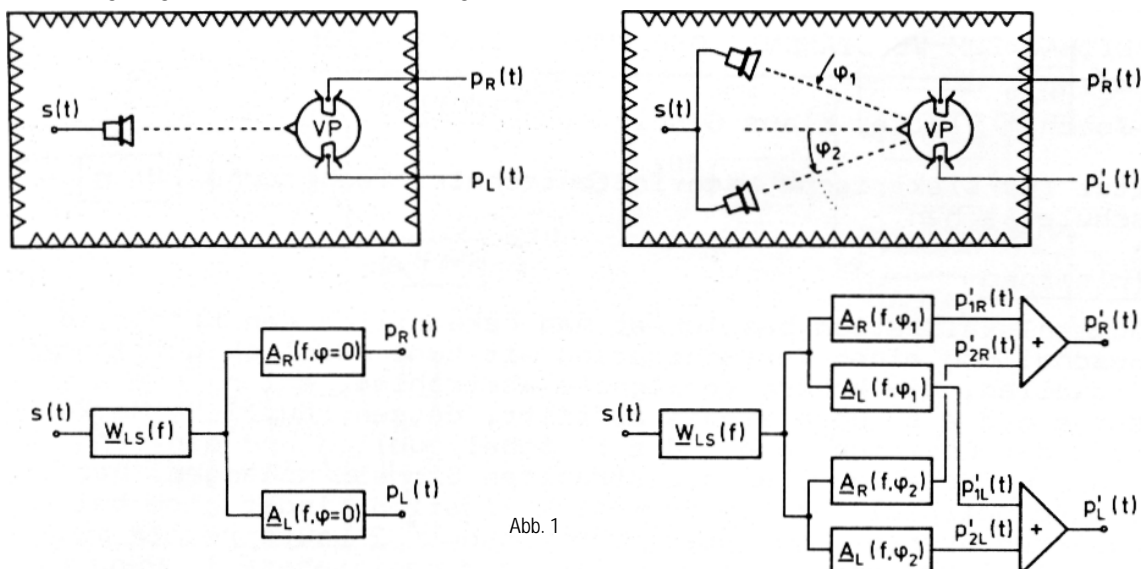 s(t)
VP
p_R(t)
p_L(t)
s(t)
φ₁
φ₂
VP
p'_R(t)
p'_L(t)
s(t)
W_LS(f)
A_R(f,φ=0)
p_R(t)
A_L(f,φ=0)
p_L(t)
Abb. 1
s(t)
W_LS(f)
A_R(f,φ₁)
p'_1R(t)
A_L(f,φ₁)
p'_2R(t)
+
p'_R(t)
A_R(f,φ₂)
p'_1L(t)
A_L(f,φ₂)
p'_2L(t)
+
p'_L(t)